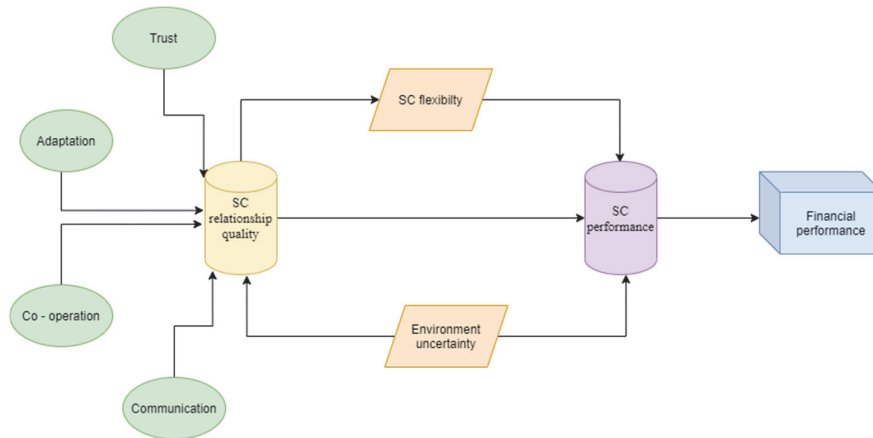 Trust
SC flexibilty
Adaptation
SC
relationship
quality
SC
performance
Financial
performance
Co - operation
Environment
uncertainty
Communication